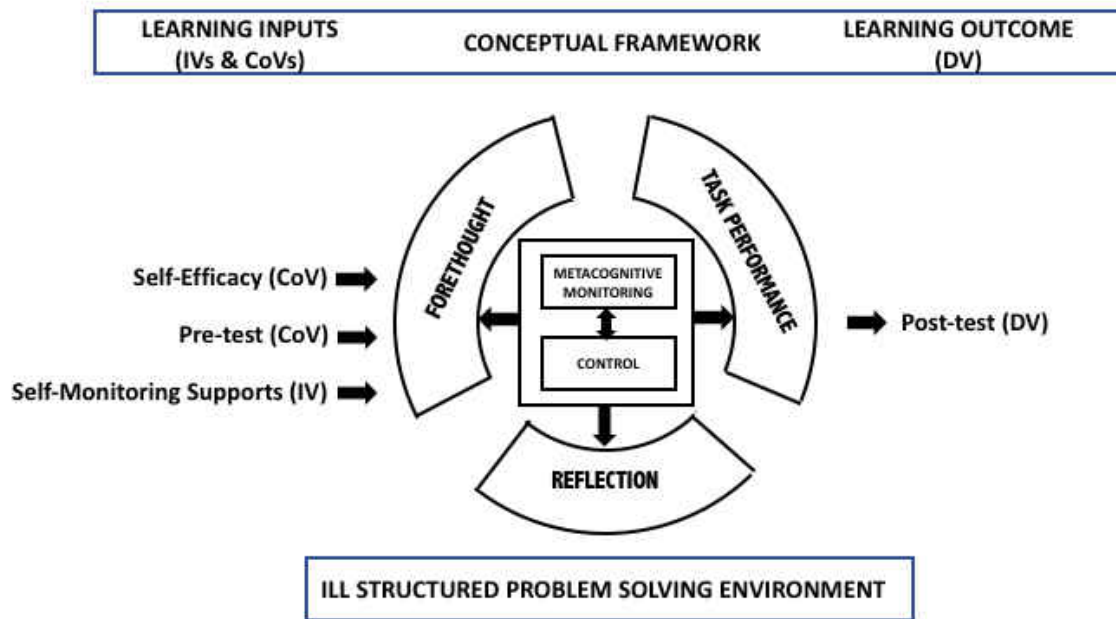 LEARNING INPUTS
(IVs & CoVs)
CONCEPTUAL FRAMEWORK
LEARNING OUTCOME
(DV)
FORETHOUGHT
TASK PERFORMANCE
METACOGNITIVE
MONITORING
CONTROL
Self-Efficacy (CoV)
Pre-test (CoV)
Self-Monitoring Supports (IV)
Post-test (DV)
REFLECTION
ILL STRUCTURED PROBLEM SOLVING ENVIRONMENT